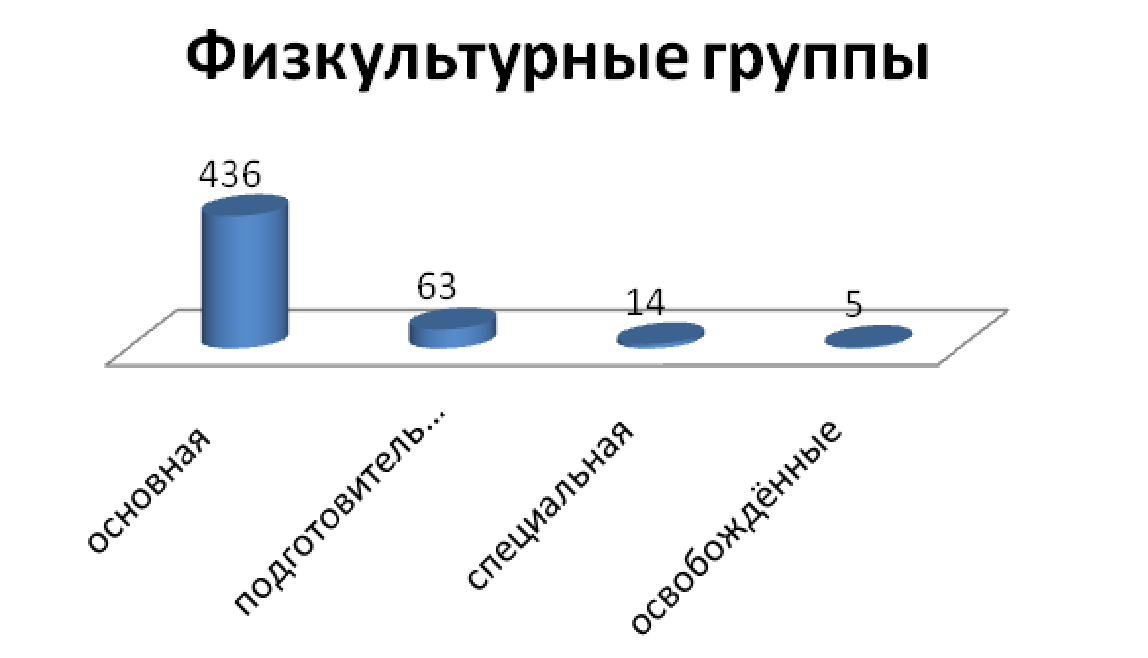 Физкультурные группы
436
63
14
5
основная
подготовитель...
специальная
освобождённые